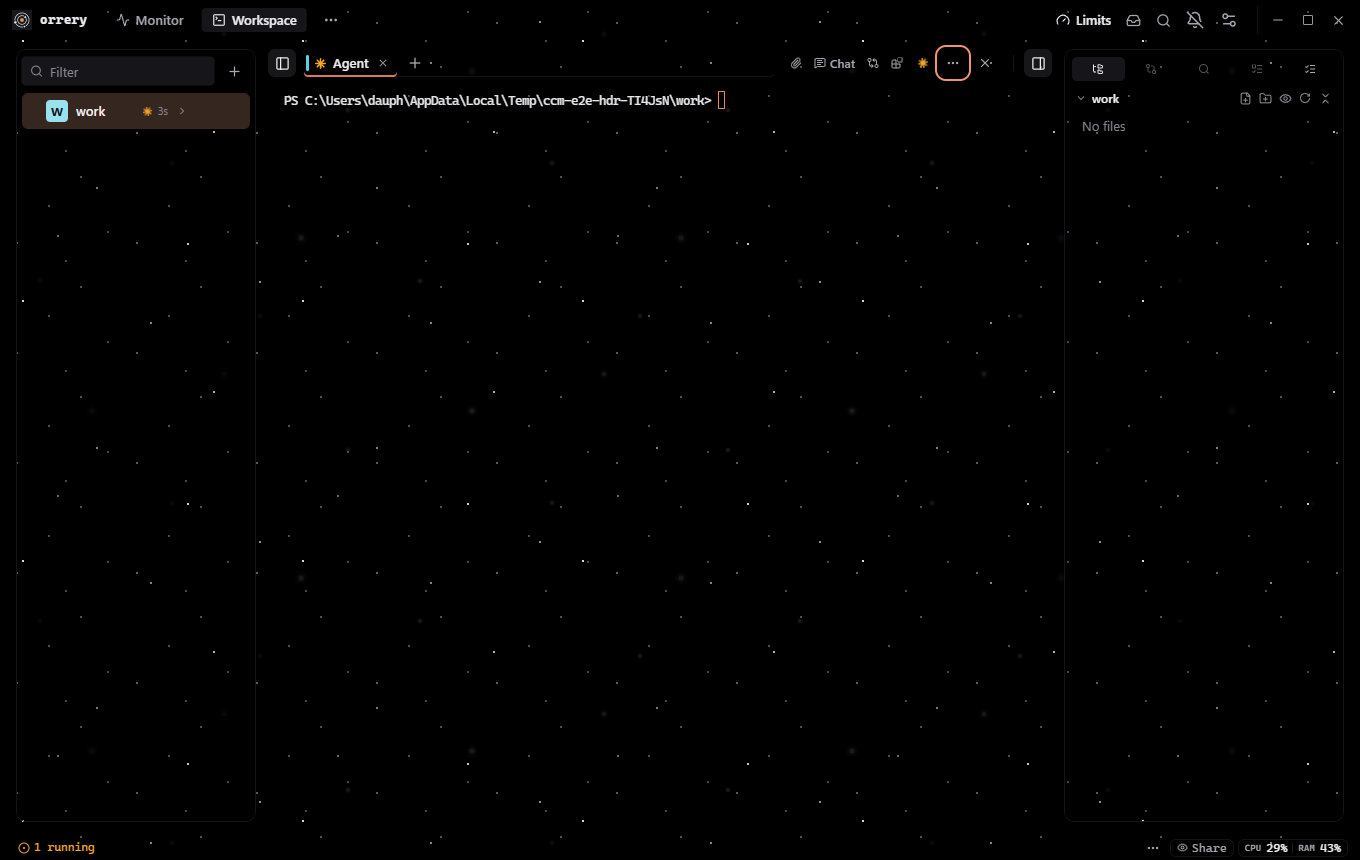 orrery Monitor Workspace Limits
Filter
Agent Chat
W work 3s
PS C:\Users\dauph\AppData\Local\Temp\ccm-e2e-hdr-TI4JsN\work>
work
No files
1 running Share CPU 29% RAM 43%